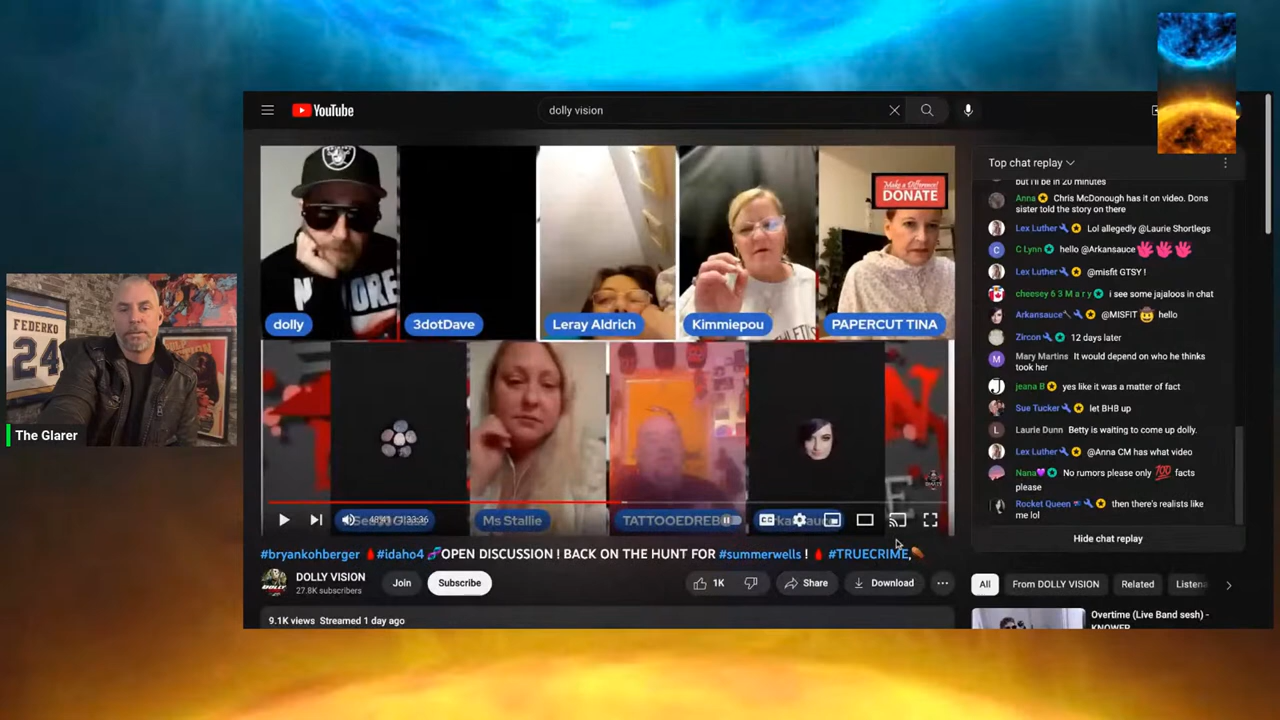 YouTube
dolly vision
Make a Difference!
DONATE
dolly
3dotDave
Leray Aldrich
Kimmiepou
PAPERCUT TINA
FEDERKO
24
The Glarer
Ms Stallie
TATTOOEDREB
#bryankohberger 🩸 #idaho4 🧬OPEN DISCUSSION ! BACK ON THE HUNT FOR #summerwells ! 🩸 #TRUECRIME,
DOLLY VISION
27.8K subscribers
Join
Subscribe
1K
Share
Download
9.1K views Streamed 1 day ago
Top chat replay
but I'll be in 20 minutes
Anna Chris McDonough has it on video. Dons
sister told the story on there
Lex Luther Lol allegedly @Laurie Shortlegs
C Lynn hello @Arkansauce
Lex Luther @misfit GTSY !
cheesey 6 3 M a r y i see some jajaloos in chat
Arkansauce @MISFIT hello
Zircon 12 days later
Mary Martins It would depend on who he thinks
took her
jeana B yes like it was a matter of fact
Sue Tucker let BHB up
Laurie Dunn Betty is waiting to come up dolly.
Lex Luther @Anna CM has what video
Nana💜 No rumors please only 💯 facts
please
Rocket Queen then there's realists like
me lol
Hide chat replay
All
From DOLLY VISION
Related
Listena
Overtime (Live Band sesh) -
KNOWER